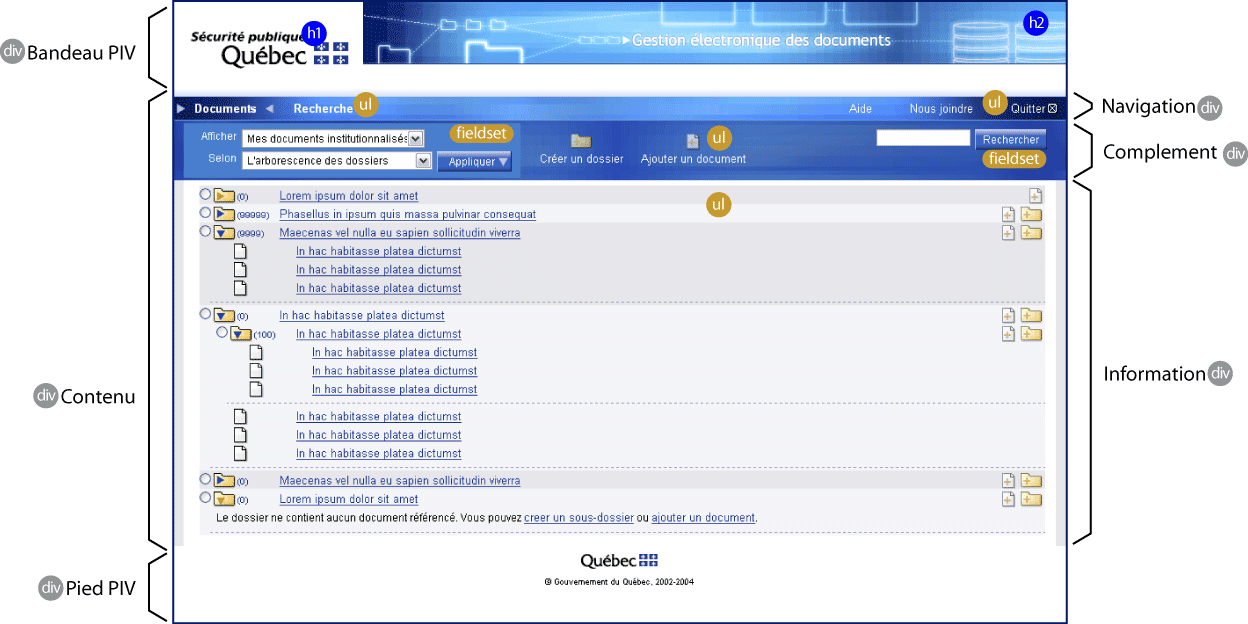 div Bandeau PIV
Sécurité publique
h1
Québec
Gestion électronique des documents
h2
Documents
Recherche
ul
Aide
Nous joindre
ul
Quitter
Navigation div
Afficher
Mes documents institutionnalisés
fieldset
Selon
L'arborescence des dossiers
Appliquer
Créer un dossier
Ajouter un document
ul
Rechercher
fieldset
Complement div
(0) Lorem ipsum dolor sit amet
ul
(99999) Phasellus in ipsum quis massa pulvinar consequat
(9999) Maecenas vel nulla eu sapien sollicitudin viverra
In hac habitasse platea dictumst
In hac habitasse platea dictumst
In hac habitasse platea dictumst
(0) In hac habitasse platea dictumst
(100) In hac habitasse platea dictumst
In hac habitasse platea dictumst
In hac habitasse platea dictumst
In hac habitasse platea dictumst
In hac habitasse platea dictumst
In hac habitasse platea dictumst
In hac habitasse platea dictumst
(0) Maecenas vel nulla eu sapien sollicitudin viverra
(0) Lorem ipsum dolor sit amet
Le dossier ne contient aucun document référencé. Vous pouvez creer un sous-dossier ou ajouter un document.
div Contenu
Information div
Québec
© Gouvernement du Québec, 2002-2004
div Pied PIV